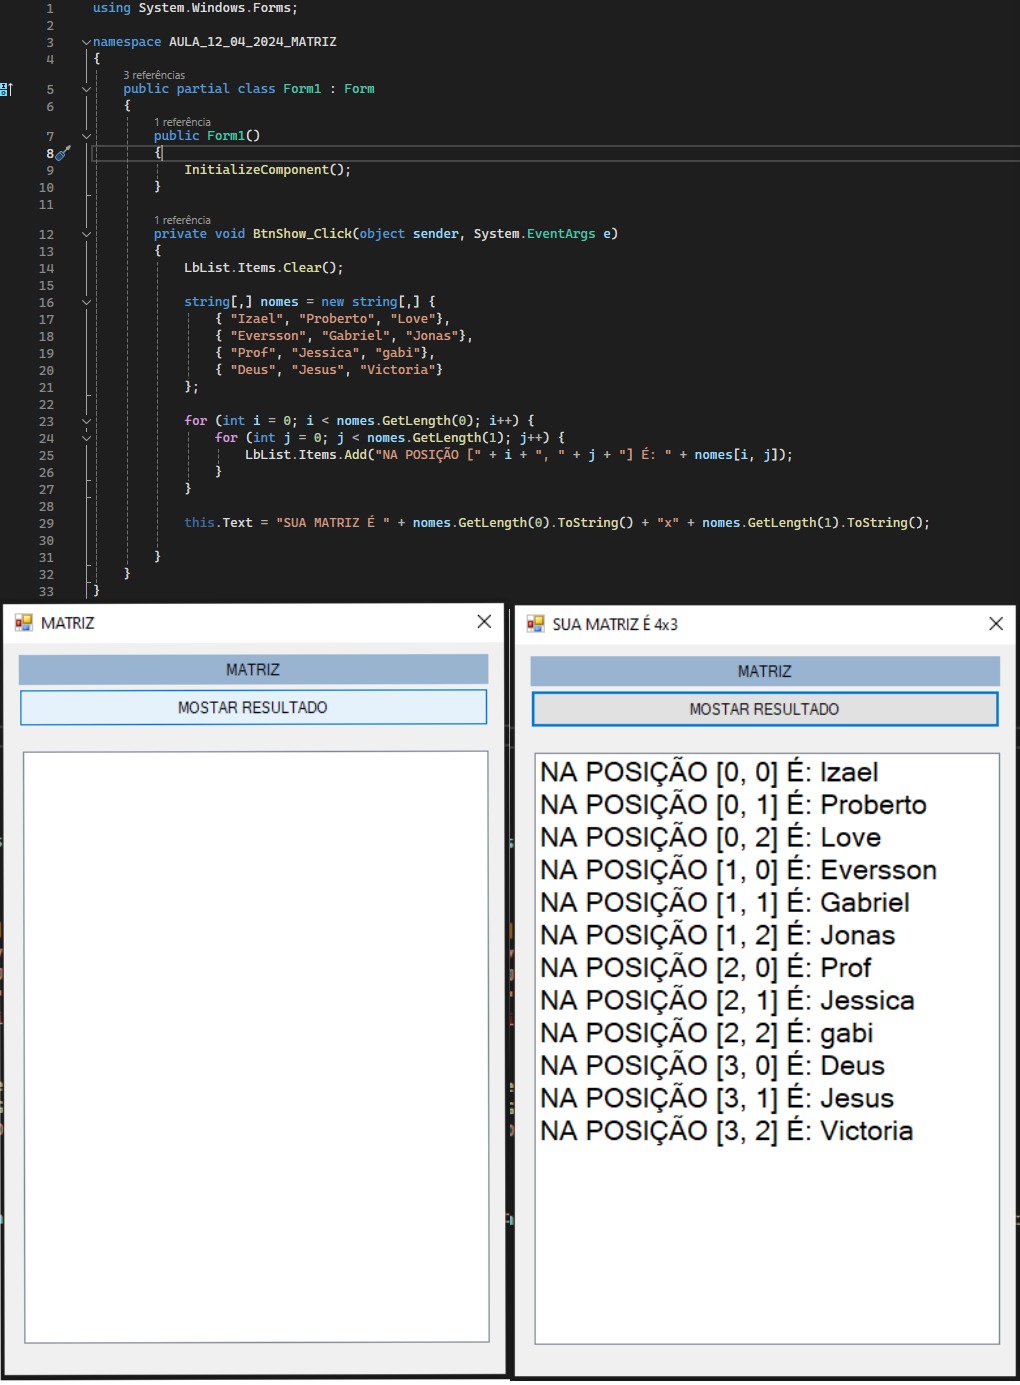 1 using System.Windows.Forms;
2
3 namespace AULA_12_04_2024_MATRIZ
4 {
3 referências
5 public partial class Form1 : Form
6 {
1 referência
7 public Form1()
8 {
9 InitializeComponent();
10 }
11
1 referência
12 private void BtnShow_Click(object sender, System.EventArgs e)
13 {
14 LbList.Items.Clear();
15
16 string[,] nomes = new string[,] {
17 { "Izael", "Proberto", "Love"},
18 { "Eversson", "Gabriel", "Jonas"},
19 { "Prof", "Jessica", "gabi"},
20 { "Deus", "Jesus", "Victoria"}
21 };
22
23 for (int i = 0; i < nomes.GetLength(0); i++) {
24 for (int j = 0; j < nomes.GetLength(1); j++) {
25 LbList.Items.Add("NA POSIÇÃO [" + i + ", " + j + "] É: " + nomes[i, j]);
26 }
27 }
28
29 this.Text = "SUA MATRIZ É " + nomes.GetLength(0).ToString() + "x" + nomes.GetLength(1).ToString();
30
31 }
32 }
33 }
MATRIZ
MATRIZ
MOSTAR RESULTADO
SUA MATRIZ É 4x3
MATRIZ
MOSTAR RESULTADO
NA POSIÇÃO [0, 0] É: Izael
NA POSIÇÃO [0, 1] É: Proberto
NA POSIÇÃO [0, 2] É: Love
NA POSIÇÃO [1, 0] É: Eversson
NA POSIÇÃO [1, 1] É: Gabriel
NA POSIÇÃO [1, 2] É: Jonas
NA POSIÇÃO [2, 0] É: Prof
NA POSIÇÃO [2, 1] É: Jessica
NA POSIÇÃO [2, 2] É: gabi
NA POSIÇÃO [3, 0] É: Deus
NA POSIÇÃO [3, 1] É: Jesus
NA POSIÇÃO [3, 2] É: Victoria